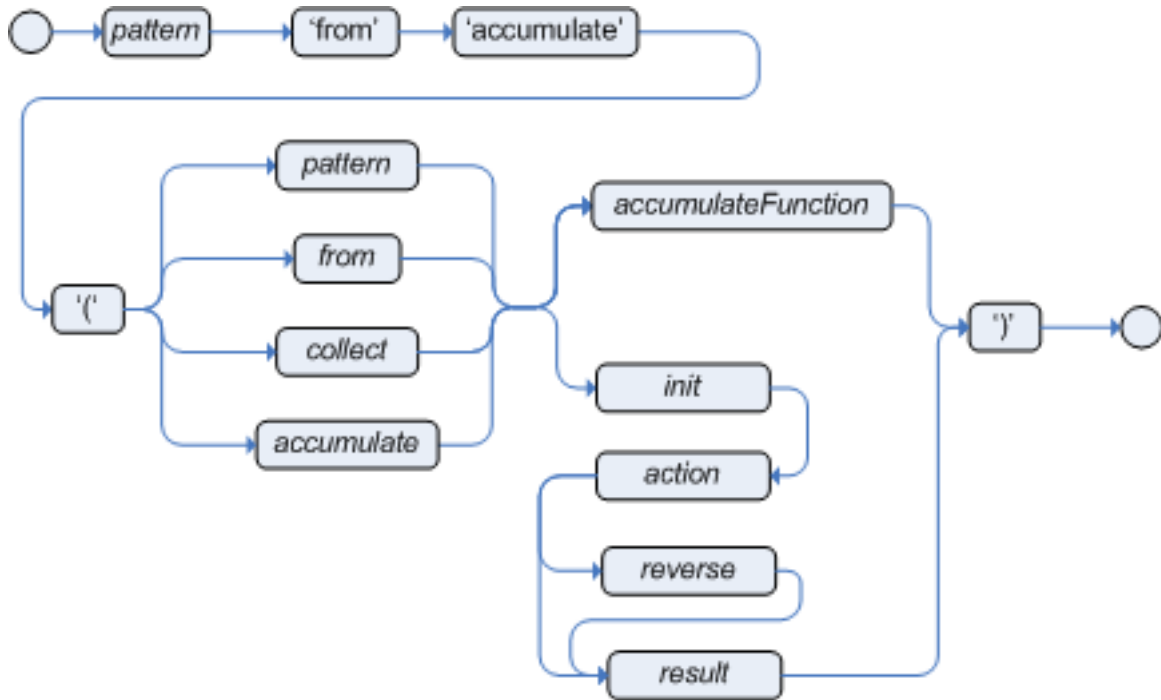 pattern
‘from’
‘accumulate’
pattern
accumulateFunction
from
‘(‘
‘)’
collect
init
accumulate
action
reverse
result